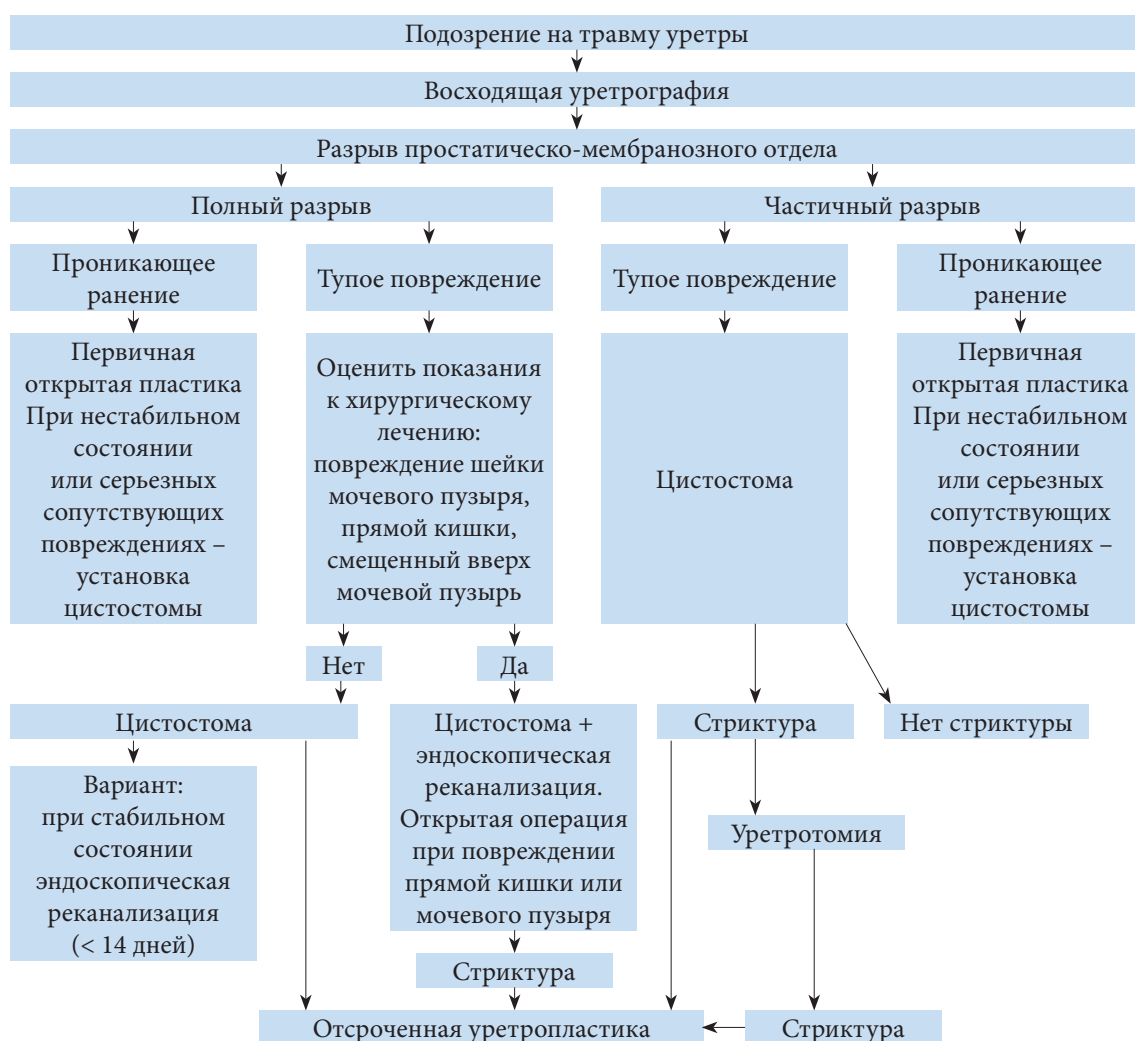 Подозрение на травму уретры
Восходящая уретрография
Разрыв простатическо-мембранозного отдела
Полный разрыв
Частичный разрыв
Проникающее
ранение
Тупое повреждение
Тупое повреждение
Проникающее
ранение
Первичная
открытая пластика
При нестабильном
состоянии
или серьезных
сопутствующих
повреждениях –
установка
цистостомы
Оценить показания
к хирургическому
лечению:
повреждение шейки
мочевого пузыря,
прямой кишки,
смещенный вверх
мочевой пузырь
Цистостома
Первичная
открытая пластика
При нестабильном
состоянии
или серьезных
сопутствующих
повреждениях –
установка
цистостомы
Нет
Да
Цистостома
Цистостома +
эндоскопическая
реканализация.
Открытая операция
при повреждении
прямой кишки или
мочевого пузыря
Стриктура
Нет стриктуры
Вариант:
при стабильном
состоянии
эндоскопическая
реканализация
(< 14 дней)
Уретротомия
Стриктура
Отсроченная уретропластика
Стриктура